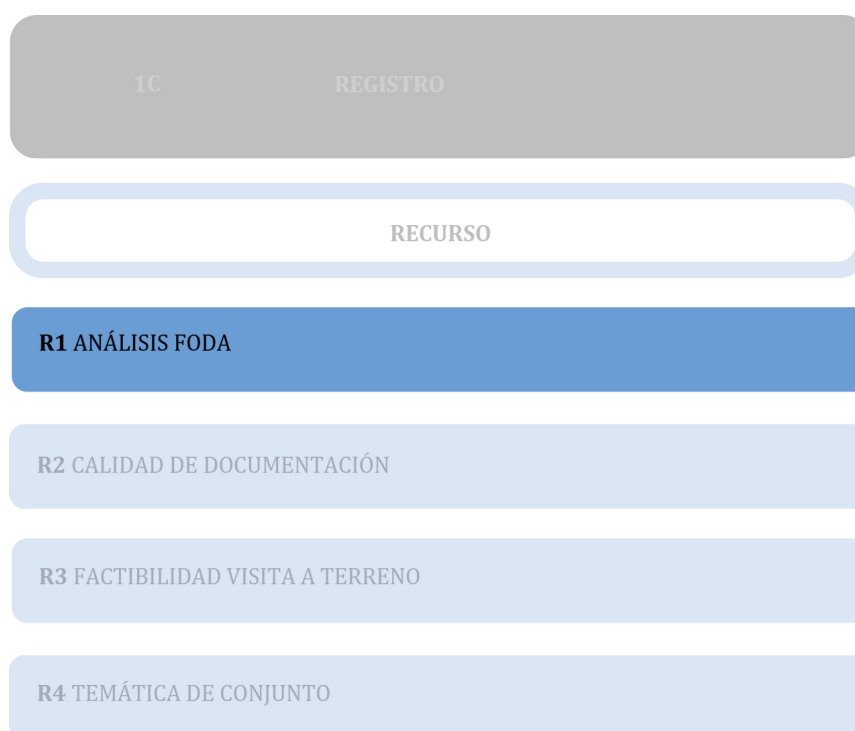 1C REGISTRO
RECURSO
R1 ANÁLISIS FODA
R2 CALIDAD DE DOCUMENTACIÓN
R3 FACTIBILIDAD VISITA A TERRENO
R4 TEMÁTICA DE CONJUNTO